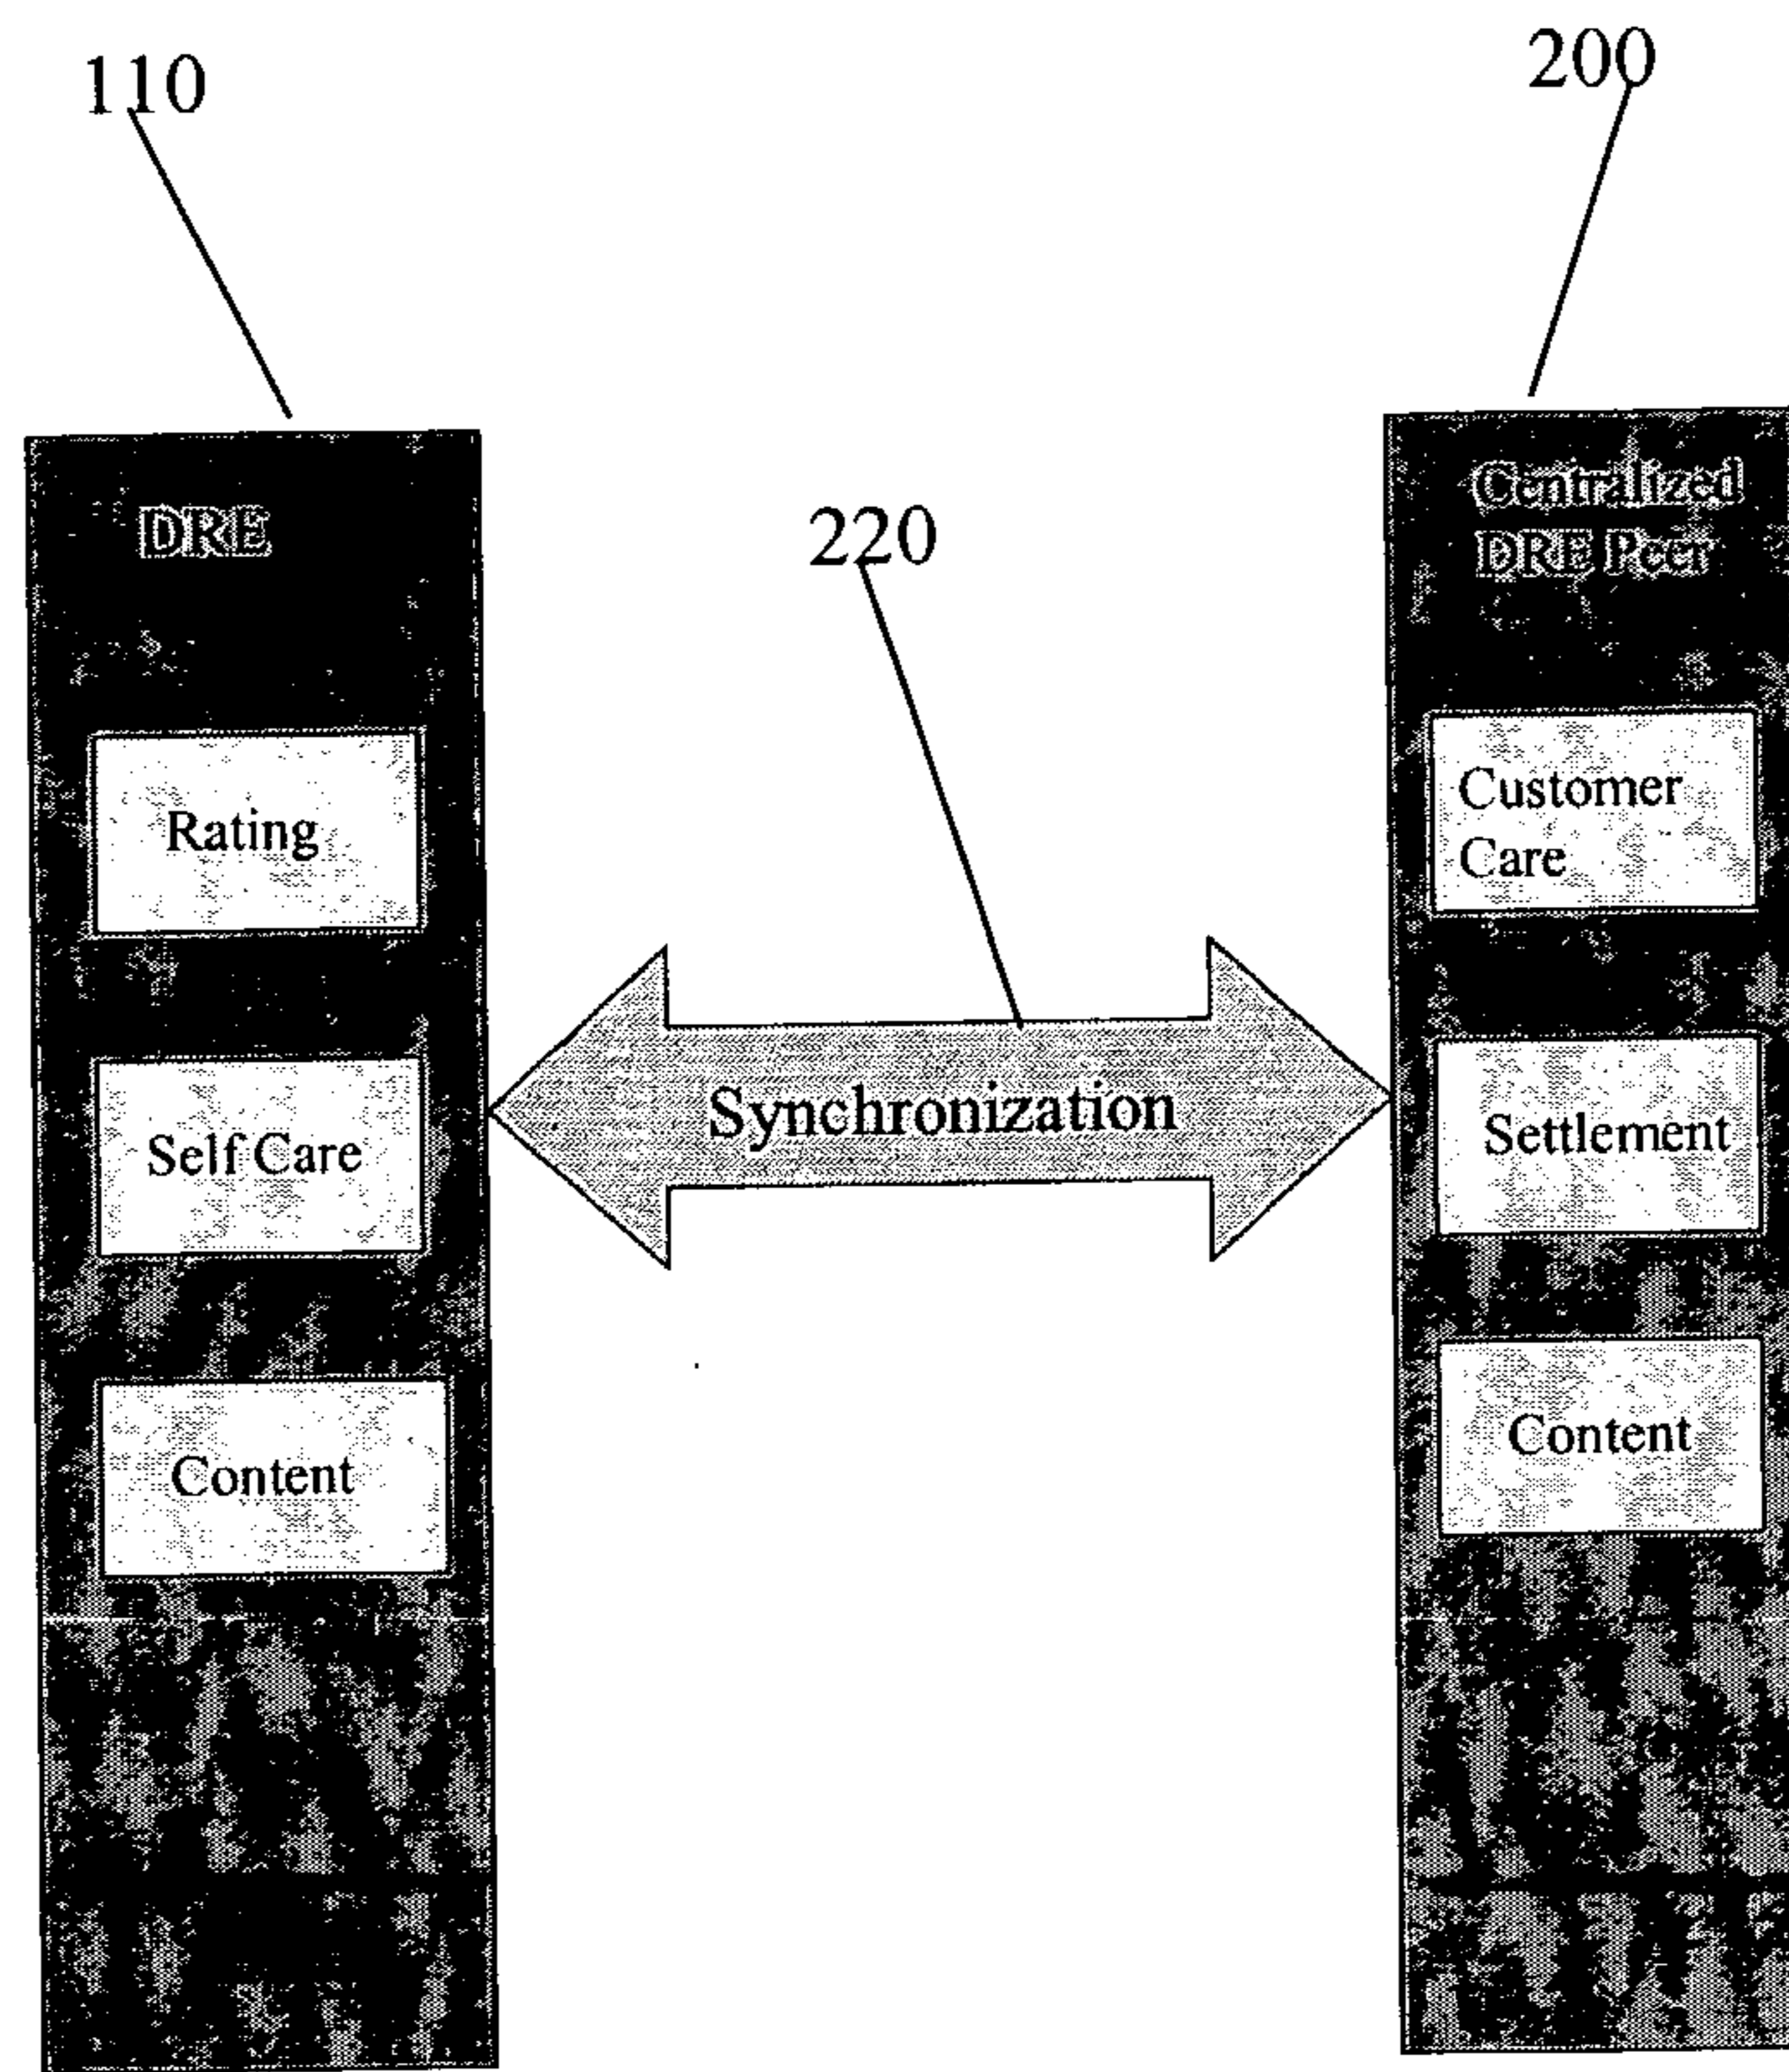 110
200
DRE
Centralized
DRE Peer
220
Rating
Customer
Care
Synchronization
Self Care
Settlement
Content
Content